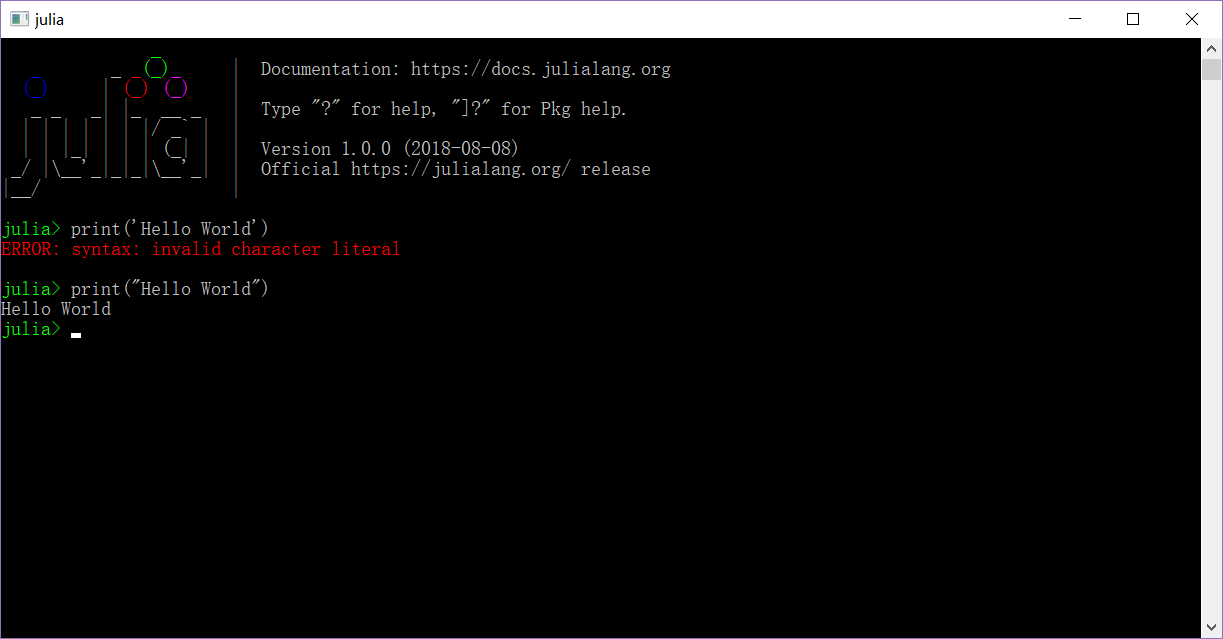 julia
Documentation: https://docs.julialang.org
Type "?" for help, "]?" for Pkg help.
julia
Version 1.0.0 (2018-08-08)
Official https://julialang.org/ release
julia> print('Hello World')
ERROR: syntax: invalid character literal
julia> print("Hello World")
Hello World
julia>